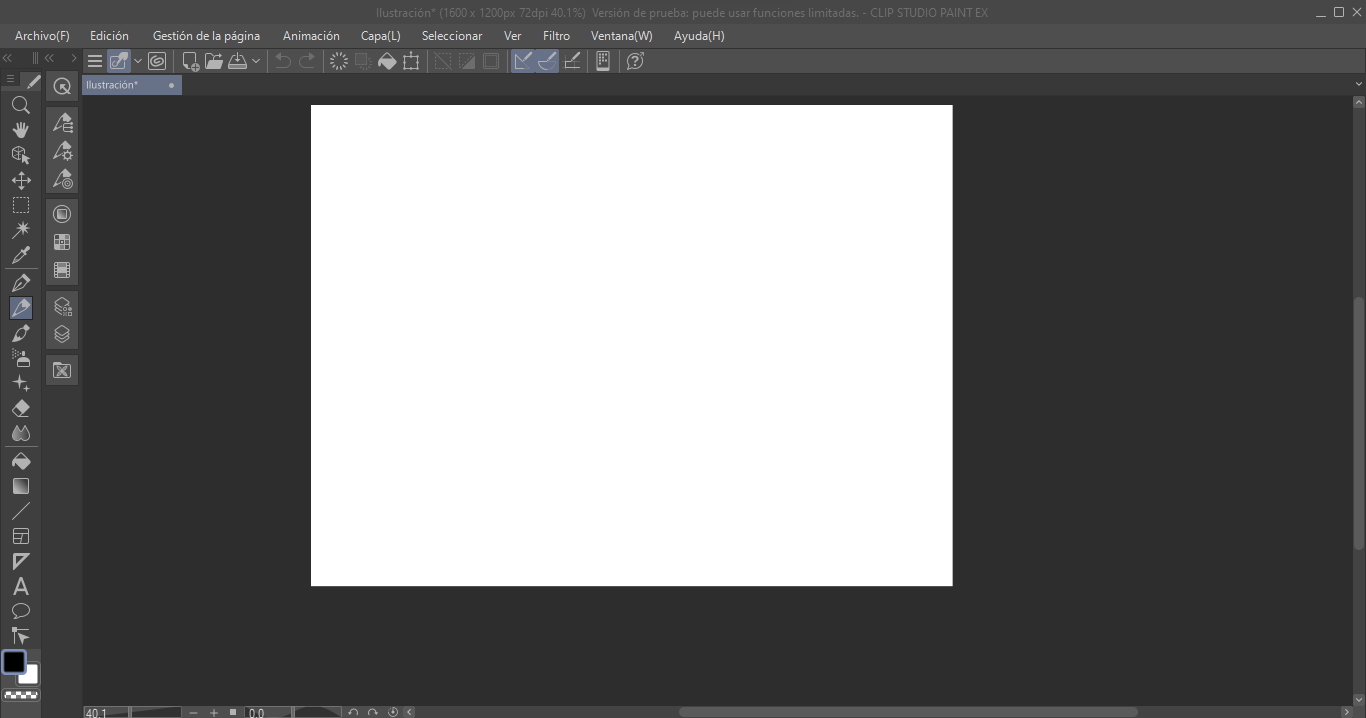 Ilustración* (1600 x 1200px 72dpi 40.1%)  Versión de prueba: puede usar funciones limitadas. - CLIP STUDIO PAINT EX
Archivo(F) Edición Gestión de la página Animación Capa(L) Seleccionar Ver Filtro Ventana(W) Ayuda(H)
Ilustración*
A
40.1 0.0